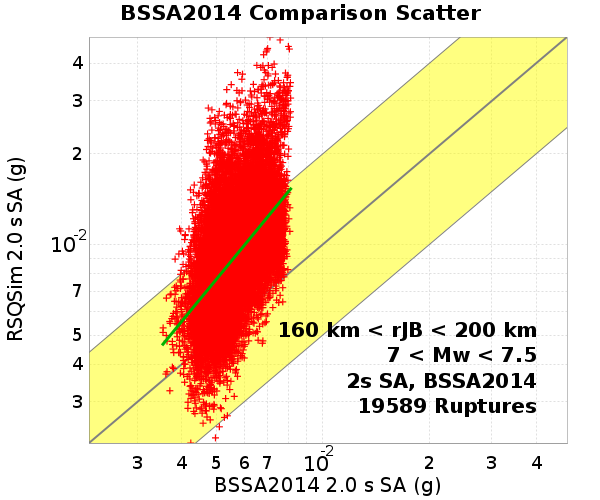 BSSA2014 Comparison Scatter
RSQSim 2.0 s SA (g)
4
3
2
10-2
7
5
4
3
160 km < rJB < 200 km
7 < Mw < 7.5
2s SA, BSSA2014
19589 Ruptures
3 4 5 6 7 10-2 2 3 4
BSSA2014 2.0 s SA (g)